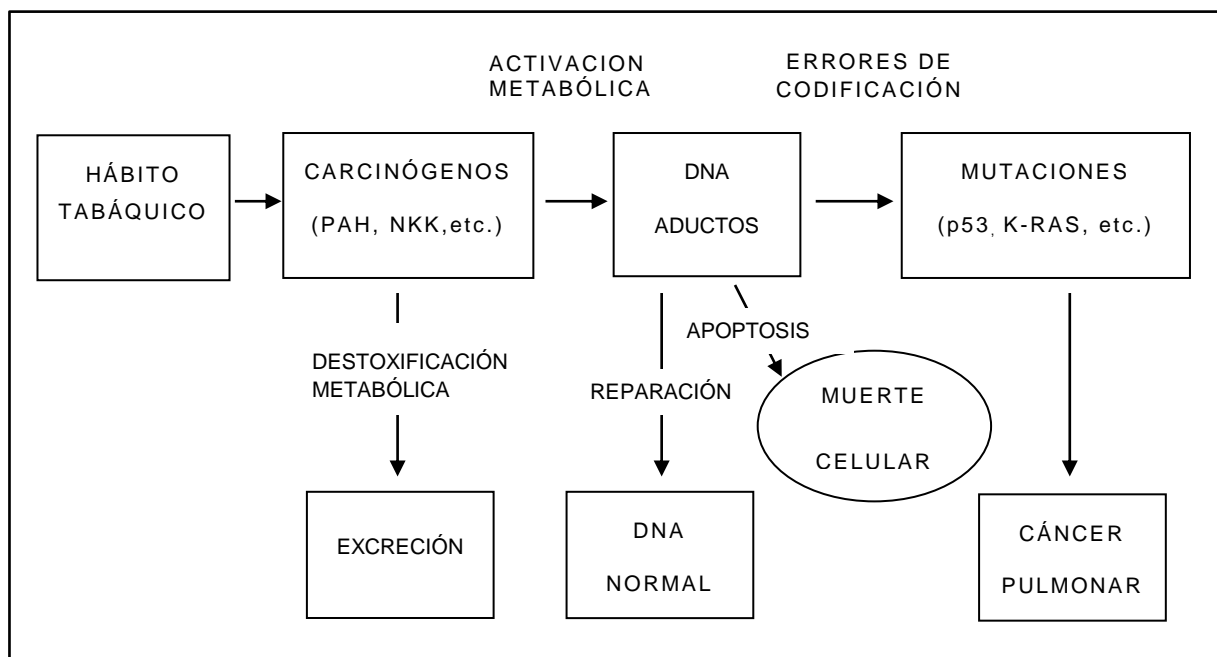 ACTIVACION
METABÓLICA
ERRORES DE
CODIFICACIÓN
HÁBITO
TABÁQUICO
CARCINÓGENOS
(PAH, NKK,etc.)
DNA
ADUCTOS
MUTACIONES
(p53, K-RAS, etc.)
DESTOXIFICACIÓN
METABÓLICA
REPARACIÓN
APOPTOSIS
MUERTE
CELULAR
EXCRECIÓN
DNA
NORMAL
CÁNCER
PULMONAR